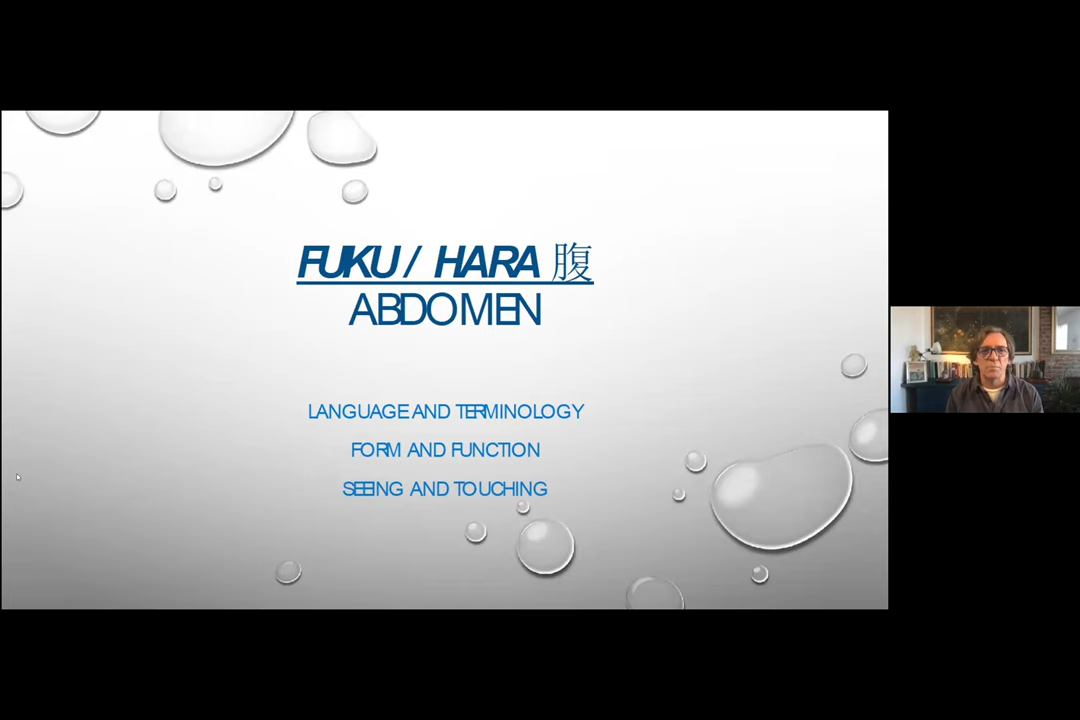 FUKU / HARA 腹
ABDOMEN
LANGUAGE AND TERMINOLOGY
FORM AND FUNCTION
SEEING AND TOUCHING